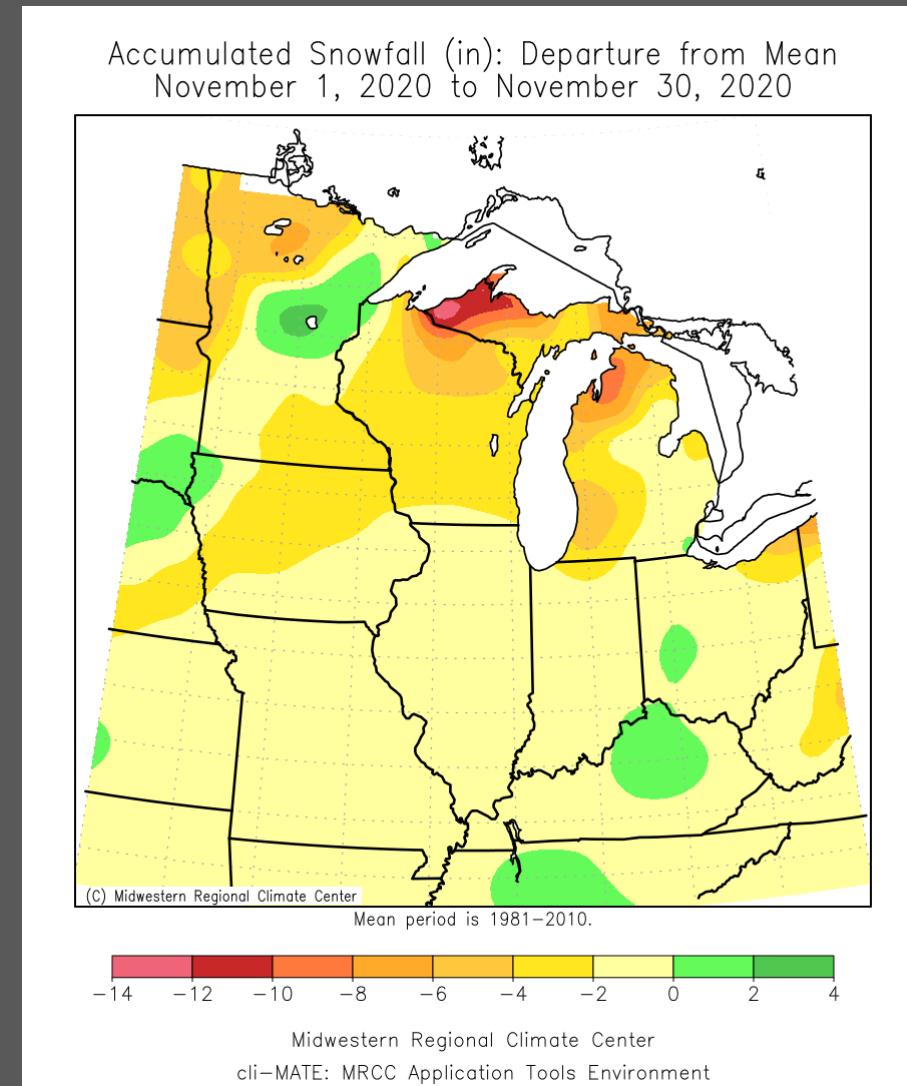 Accumulated Snowfall (in): Departure from Mean
November 1, 2020 to November 30, 2020
(C) Midwestern Regional Climate Center
Mean period is 1981-2010.
-14 -12 -10 -8 -6 -4 -2 0 2 4
Midwestern Regional Climate Center
cli-MATE: MRCC Application Tools Environment